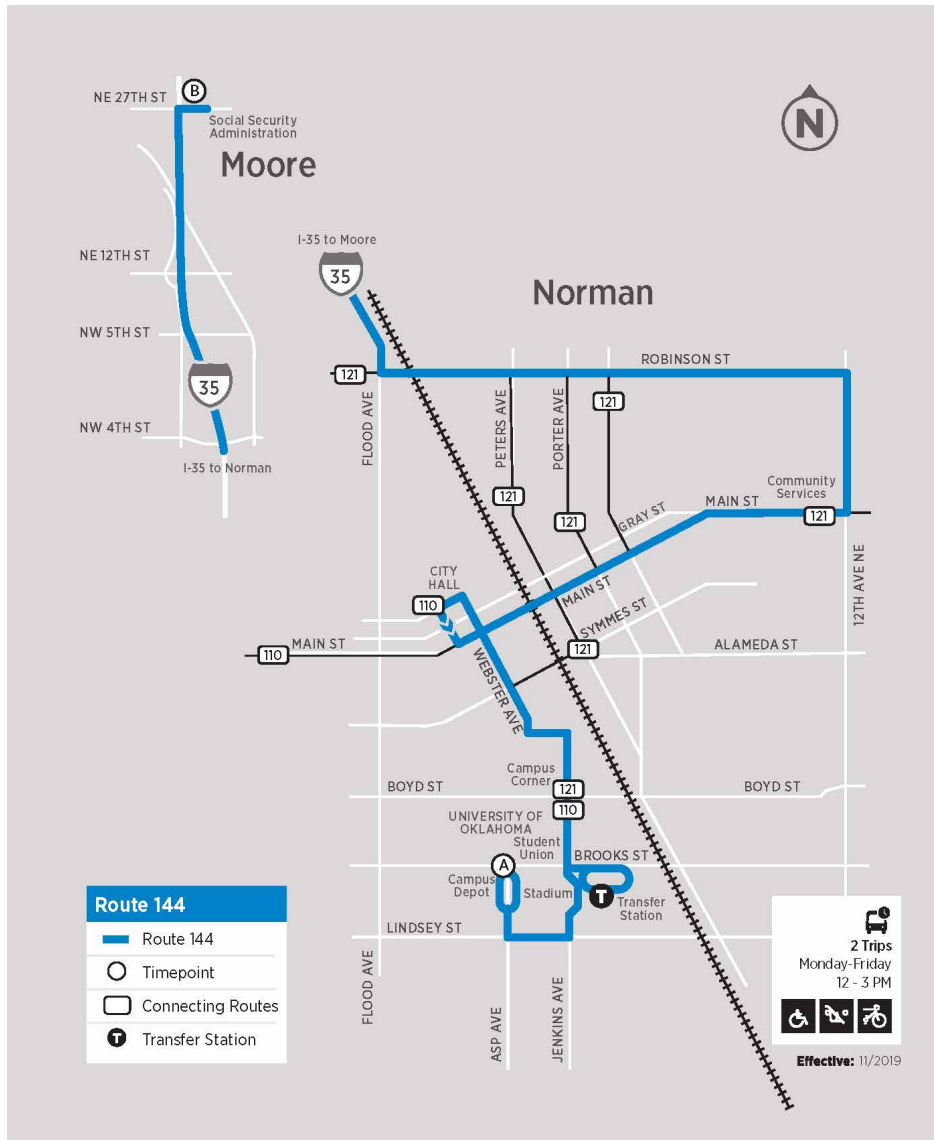 NE 27TH ST
B
Social Security
Administration
Moore
N
NE 12TH ST
I-35 to Moore
35
Norman
NW 5TH ST
ROBINSON ST
35
121
121
NW 4TH ST
FLOOD AVE
PETERS AVE
PORTER AVE
I-35 to Norman
Community
Services
121
MAIN ST
121
121
GRAY ST
12TH AVE NE
CITY
HALL
110
MAIN ST
SYMMES ST
MAIN ST
110
121
ALAMEDA ST
WEBSTER AVE
Campus
Corner
BOYD ST
121
BOYD ST
110
UNIVERSITY OF
OKLAHOMA
Student
Union
BROOKS ST
A
Campus
Depot
Stadium
T
Transfer
Station
LINDSEY ST
FLOOD AVE
ASP AVE
JENKINS AVE
Route 144
Route 144
Timepoint
Connecting Routes
T
Transfer Station
2 Trips
Monday-Friday
12 - 3 PM
Effective: 11/2019